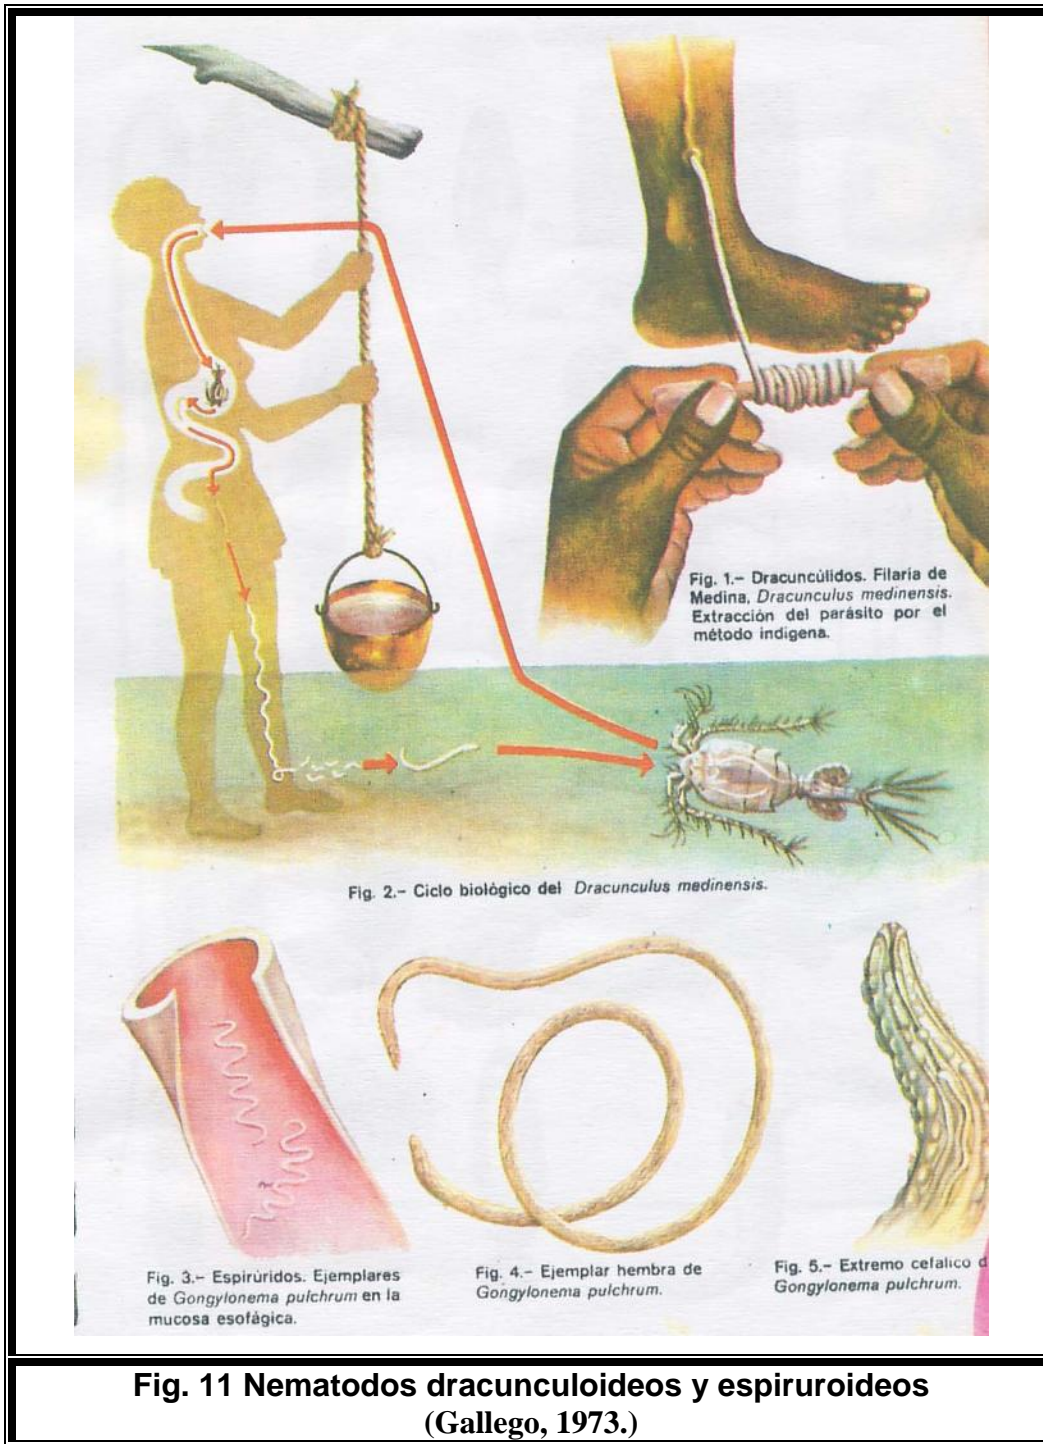 Fig. 1.– Dracuncúlidos. Filaria de
Medina, Dracunculus medinensis.
Extracción del parásito por el
método indígena.
Fig. 2.– Ciclo biológico del Dracunculus medinensis.
Fig. 3.– Espirúridos. Ejemplares
de Gongylonema pulchrum en la
mucosa esofágica.
Fig. 4.– Ejemplar hembra de
Gongylonema pulchrum.
Fig. 5.– Extremo cefalico d
Gongylonema pulchrum.
Fig. 11 Nematodos dracunculoideos y espiruroideos
(Gallego, 1973.)